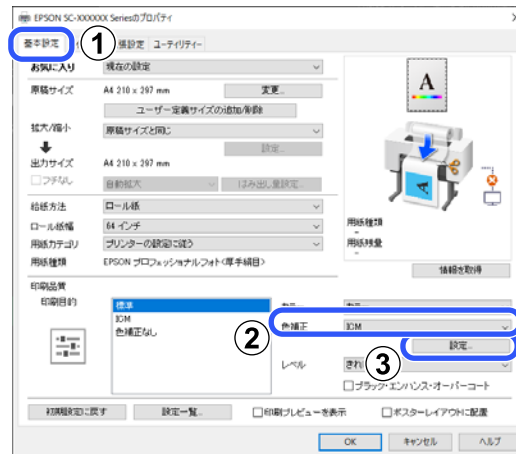 EPSON SC-XXXXXX Seriesのプロパティ
基本設定 ① 張設定 ユーティリティー
お気に入り 現在の設定
原稿サイズ A4 210 x 297 mm 変更...
ユーザー定義サイズの追加/削除
拡大/縮小 原稿サイズと同じ
設定...
出力サイズ A4 210 x 297 mm
フチなし 自動拡大 はみ出し量設定...
給紙方法 ロール紙
ロール紙幅 64 インチ
用紙カテゴリ プリンターの設定に従う
用紙種類 EPSON プロフェッショナルフォト<厚手絹目>
A
A
用紙種類
-
用紙残量
-
情報を取得
印刷品質
印刷目的
標準
ICM
色補正なし
カラー カラー
② 色補正 ICM
③ 設定...
レベル きれい
ブラック・エンハンス・オーバーコート
初期設定に戻す 設定一覧... 印刷プレビューを表示 ポスターレイアウトに配置
OK キャンセル ヘルプ